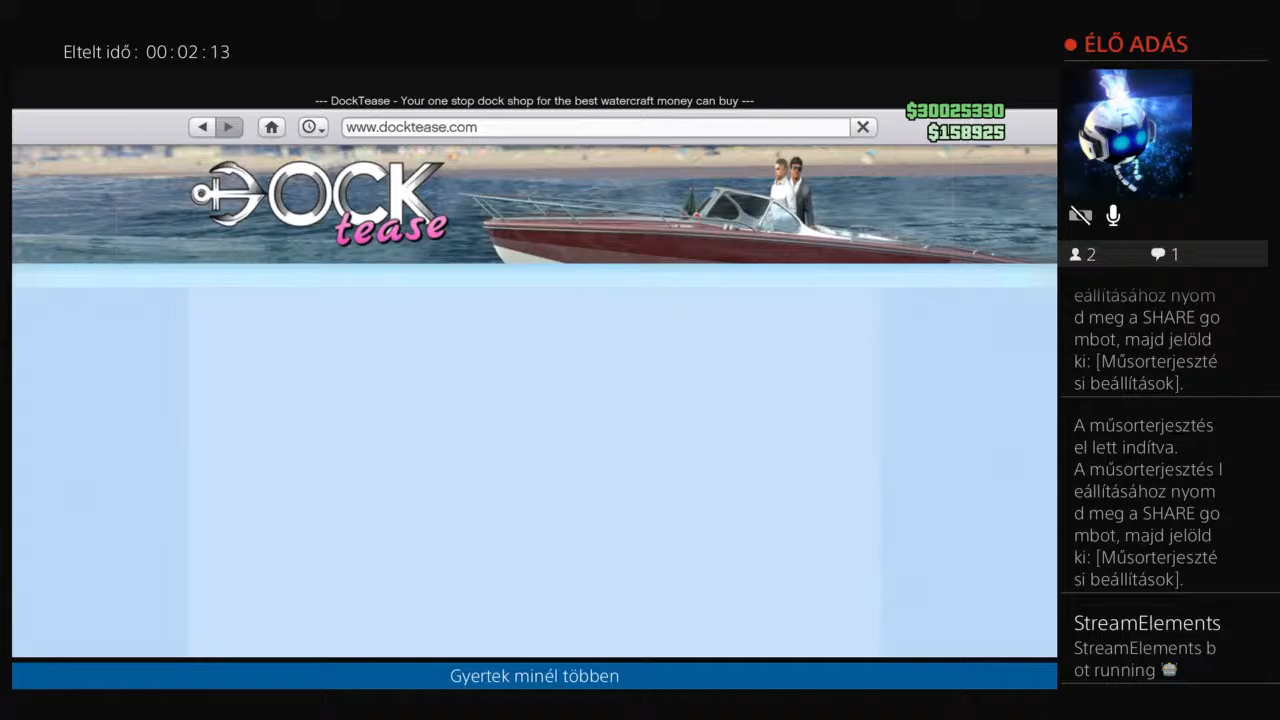 Eltelt idő: 00:02:13
ÉLŐ ADÁS
--- DockTease - Your one stop dock shop for the best watercraft money can buy ---
www.docktease.com
$30025330
$158925
DOCK
tease
2
1
eállításához nyom
d meg a SHARE go
mbot, majd jelöld
ki: [Műsorterjeszté
si beállítások].
A műsorterjesztés
el lett indítva.
A műsorterjesztés l
eállításához nyom
d meg a SHARE go
mbot, majd jelöld
ki: [Műsorterjeszté
si beállítások].
StreamElements
StreamElements b
ot running
Gyertek minél többen